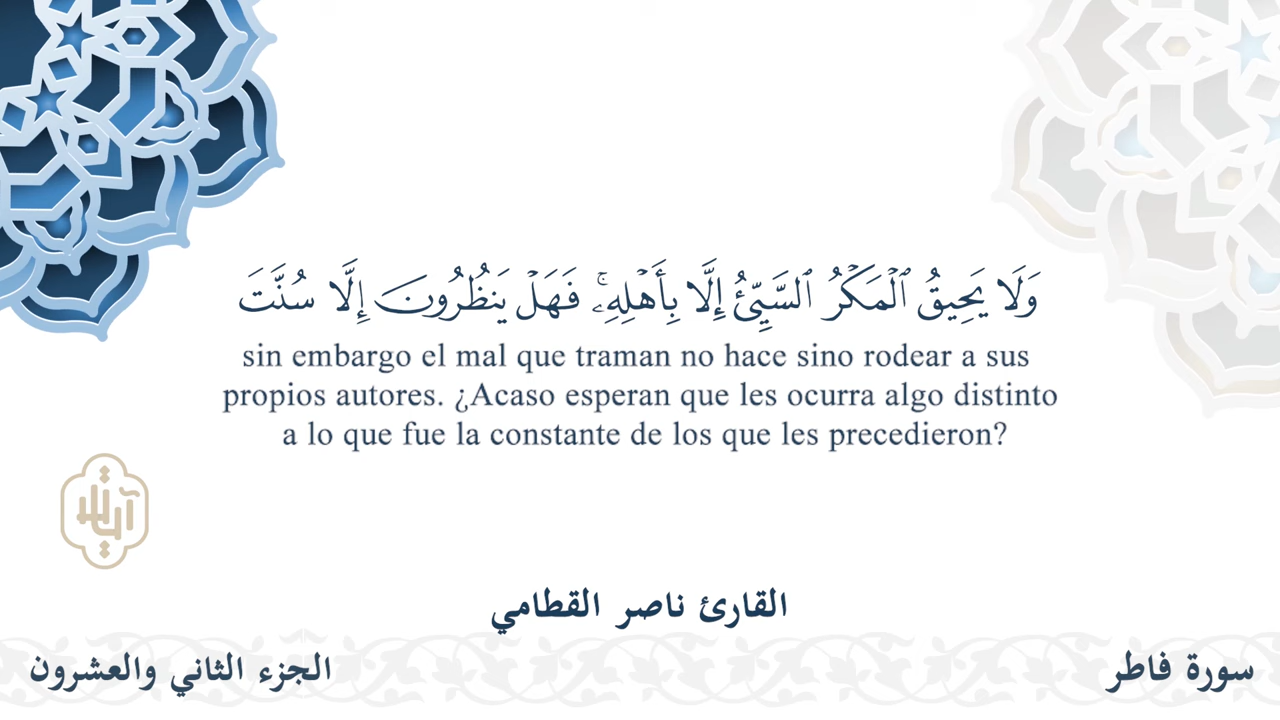 وَلَا يَحِيقُ ٱلْمَكْرُ ٱلسَّيِّئُ إِلَّا بِأَهْلِهِۦۚ فَهَلْ يَنظُرُونَ إِلَّا سُنَّتَ
sin embargo el mal que traman no hace sino rodear a sus
propios autores. ¿Acaso esperan que les ocurra algo distinto
a lo que fue la constante de los que les precedieron?
القارئ ناصر القطامي
سورة فاطر
الجزء الثاني والعشرون